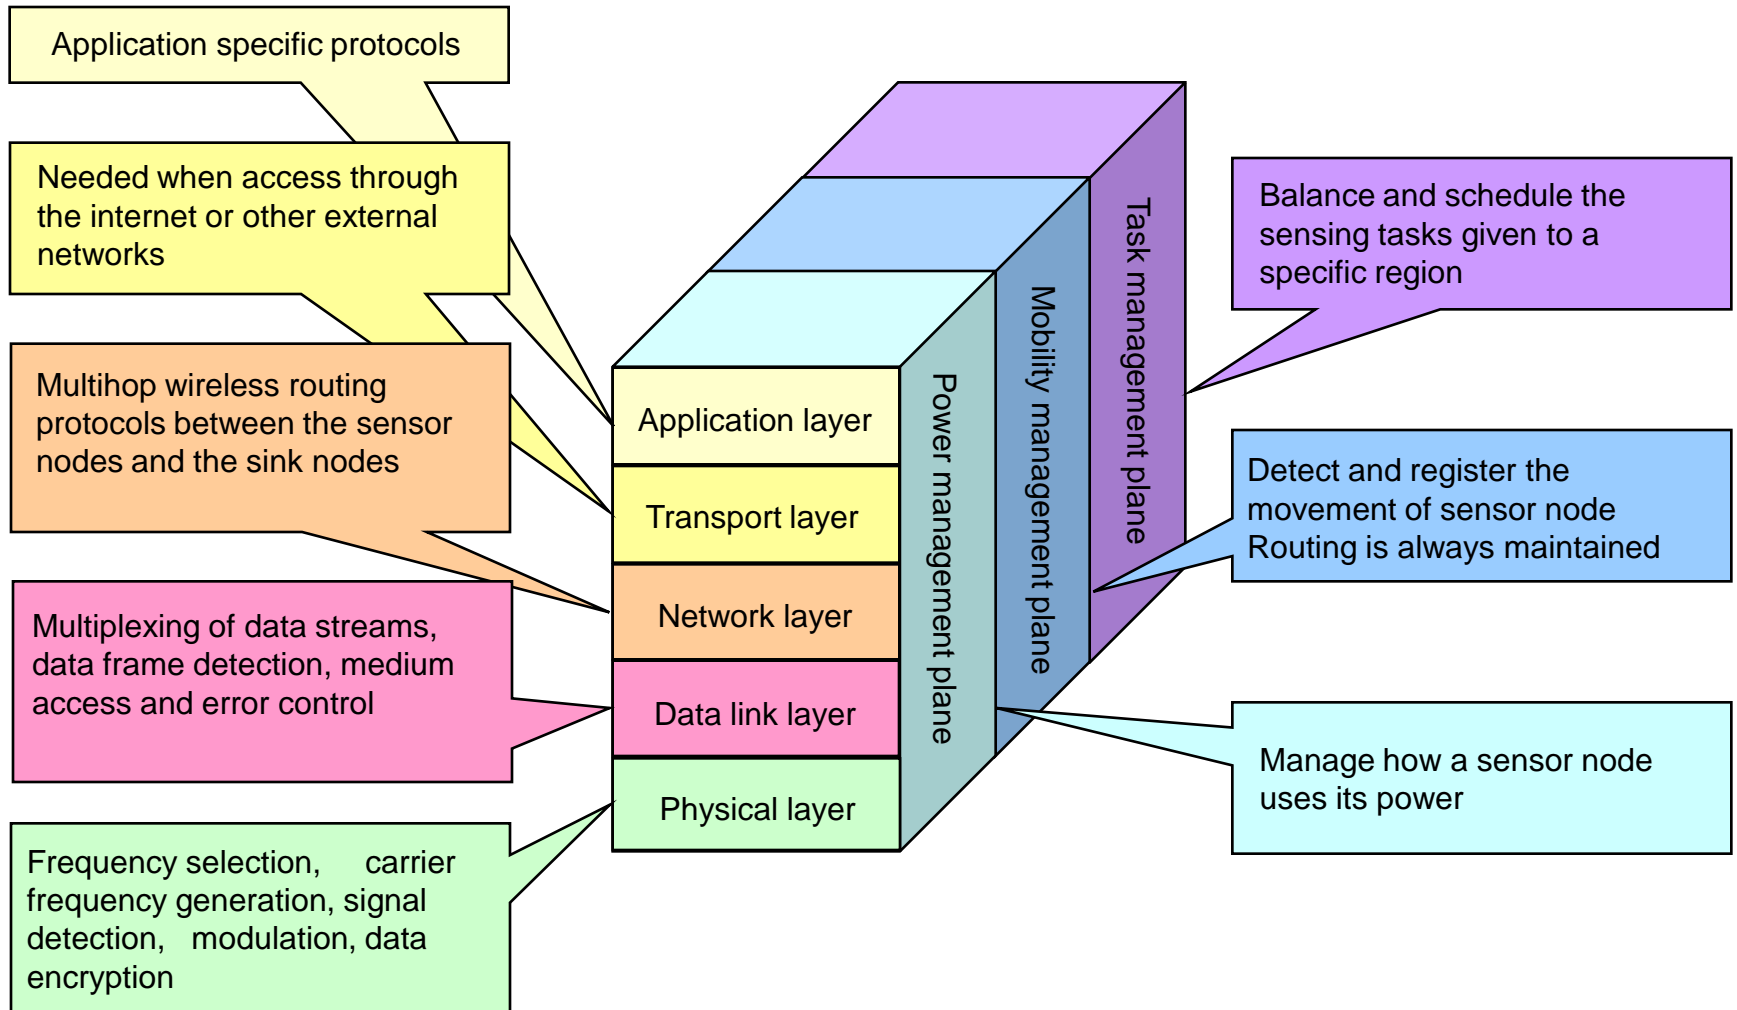 Application specific protocols
Needed when access through
the internet or other external
networks
Multihop wireless routing
protocols between the sensor
nodes and the sink nodes
Multiplexing of data streams,
data frame detection, medium
access and error control
Frequency selection, carrier
frequency generation, signal
detection, modulation, data
encryption
Application layer
Transport layer
Network layer
Data link layer
Physical layer
Power management plane
Mobility management plane
Task management plane
Balance and schedule the
sensing tasks given to a
specific region
Detect and register the
movement of sensor node
Routing is always maintained
Manage how a sensor node
uses its power